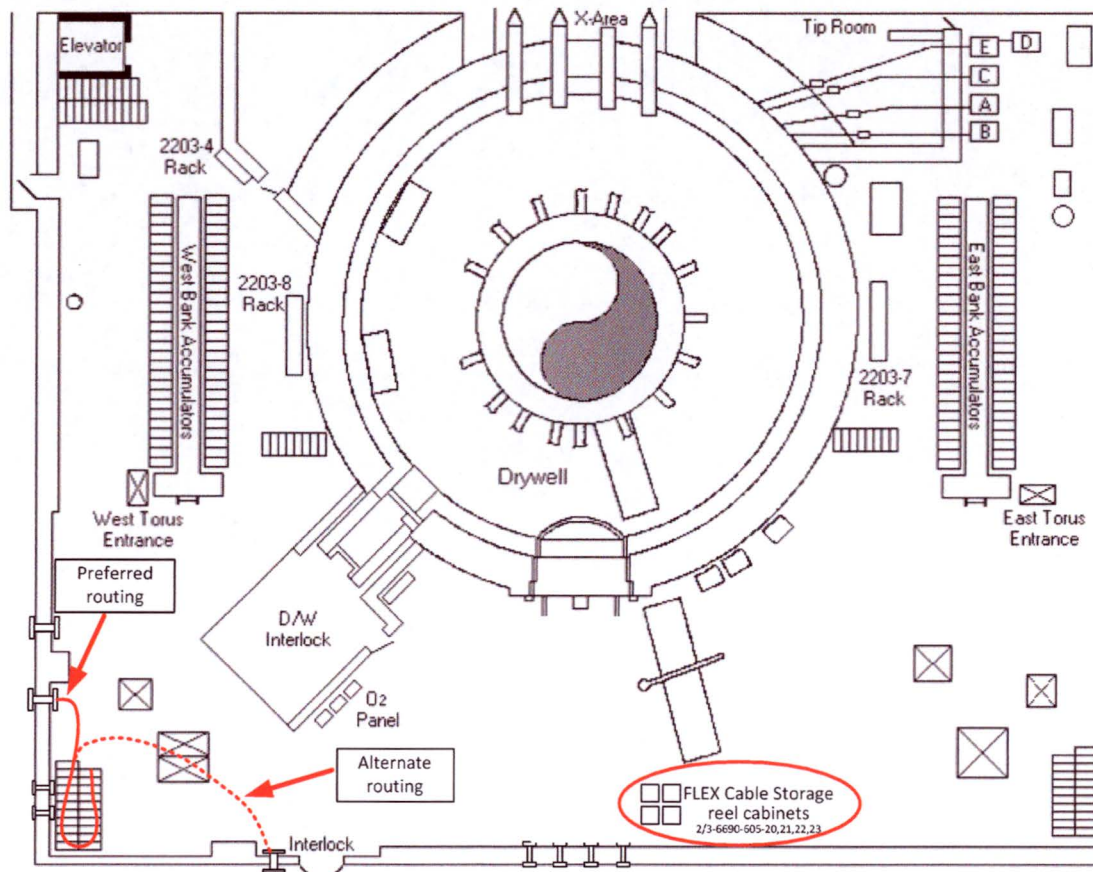 Elevator
X-Area
Tip Room
E
D
C
A
B
2203-4
Rack
West Bank Accumulators
2203-8
Rack
East Bank Accumulators
2203-7
Rack
Drywell
West Torus
Entrance
East Torus
Entrance
Preferred
routing
D/W
Interlock
O2
Panel
Alternate
routing
FLEX Cable Storage
reel cabinets
2/3-6690-605-20,21,22,23
Interlock